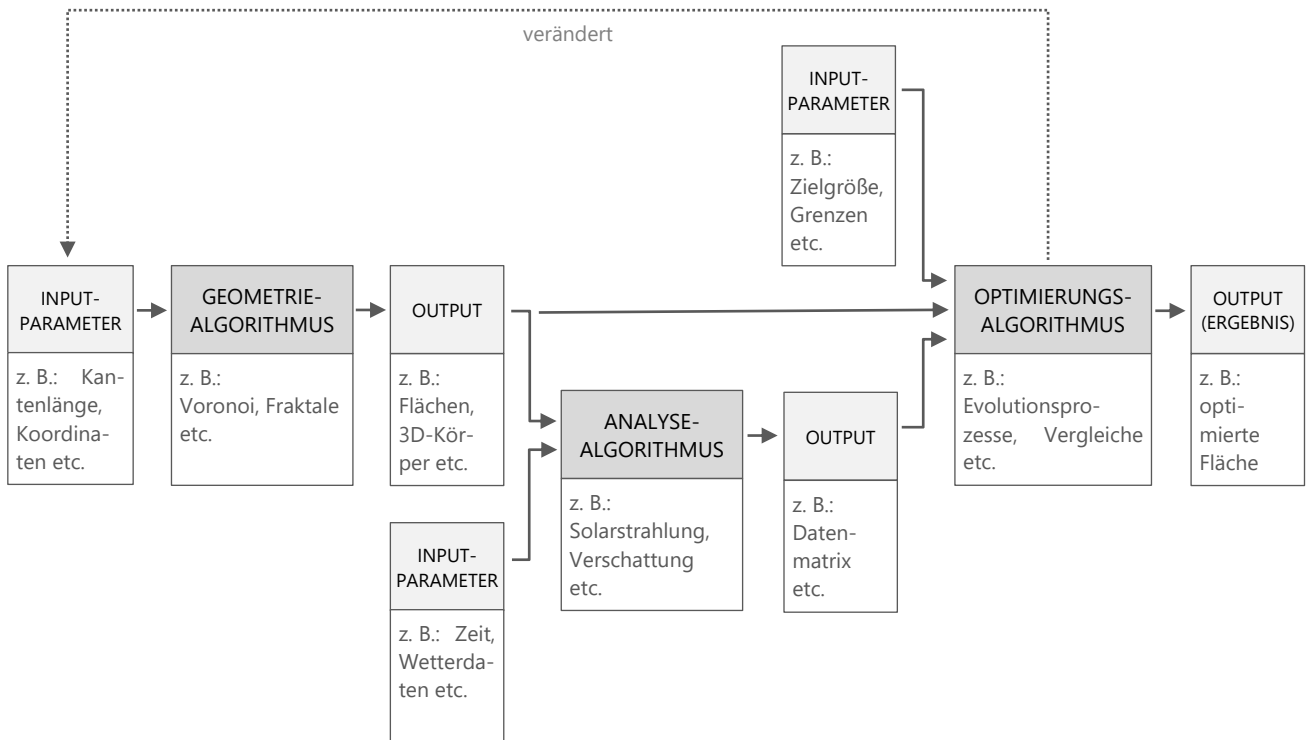 verändert
INPUT-
PARAMETER
z. B.:
Zielgröße,
Grenzen
etc.
INPUT-
PARAMETER
z. B.: Kan-
tenlänge,
Koordina-
ten etc.
GEOMETRIE-
ALGORITHMUS
z. B.:
Voronoi, Fraktale
etc.
OUTPUT
z. B.:
Flächen,
3D-Kör-
per etc.
INPUT-
PARAMETER
z. B.: Zeit,
Wetterda-
ten etc.
ANALYSE-
ALGORITHMUS
z. B.:
Solarstrahlung,
Verschattung
etc.
OUTPUT
z. B.:
Daten-
matrix
etc.
OPTIMIERUNGS-
ALGORITHMUS
z. B.:
Evolutionspro-
zesse, Vergleiche
etc.
OUTPUT
(ERGEBNIS)
z. B.:
opti-
mierte
Fläche